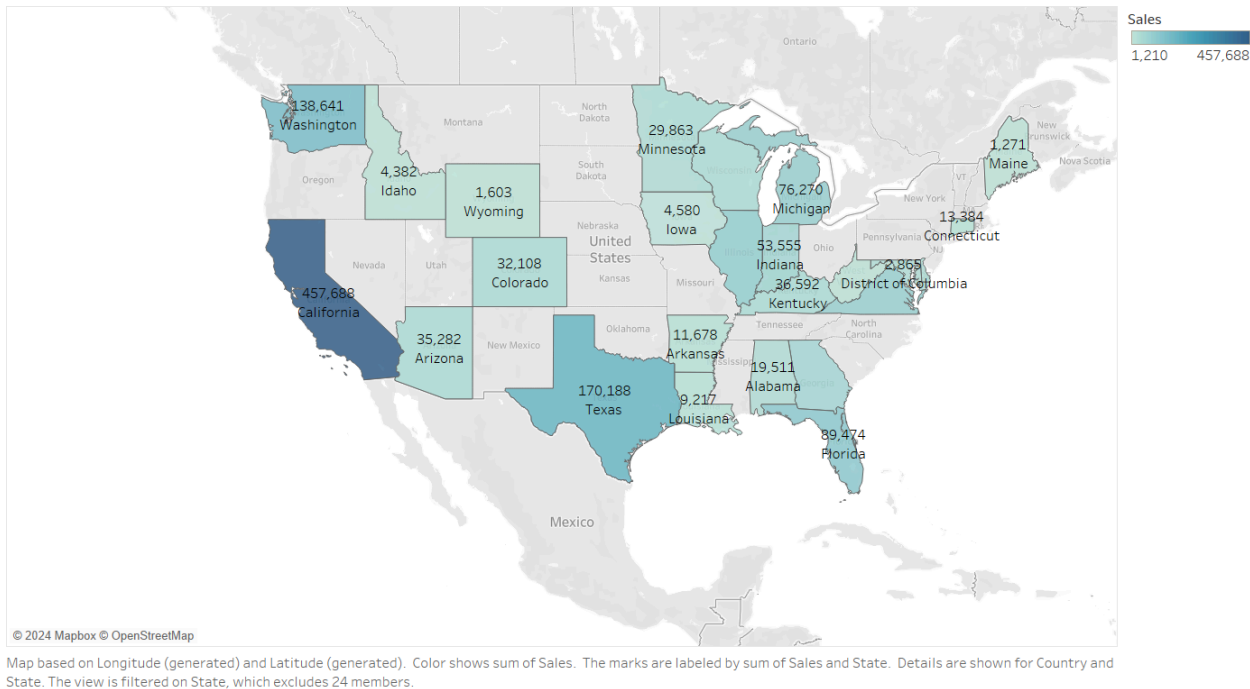 Sales
1,210 457,688
Ontario
138,641
Washington
Montana
North
Dakota
29,863
Minnesota
New
runswick
1,271
Maine
Nova Scotia
Oregon
4,382
Idaho
South
Dakota
Wisconsin
VT
1,603
Wyoming
76,270
Michigan
New York
4,580
Iowa
13,384
Connecticut
Nebraska
United
States
Nevada
Utah
32,108
Colorado
Kansas
Illinois
53,555
Indiana
Ohio
Pennsylvania
NJ
2,865
District of Columbia
Missouri
36,592
Kentucky
457,688
California
35,282
Arizona
New Mexico
Oklahoma
11,678
Arkansas
Tennessee
North
Carolina
ississippi
19,511
Alabama
Georgia
170,188
Texas
9,217
Louisiana
89,474
Florida
Mexico
© 2024 Mapbox © OpenStreetMap
Map based on Longitude (generated) and Latitude (generated).  Color shows sum of Sales.  The marks are labeled by sum of Sales and State.  Details are shown for Country and
State. The view is filtered on State, which excludes 24 members.